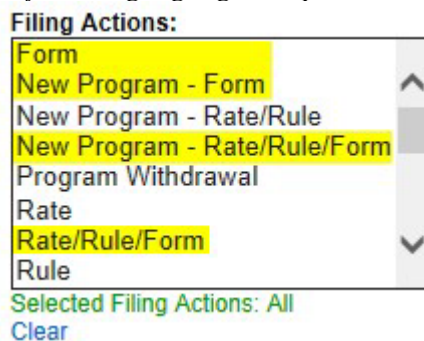 Filing Actions:
Form
New Program - Form
New Program - Rate/Rule
New Program - Rate/Rule/Form
Program Withdrawal
Rate
Rate/Rule/Form
Rule
Selected Filing Actions: All
Clear